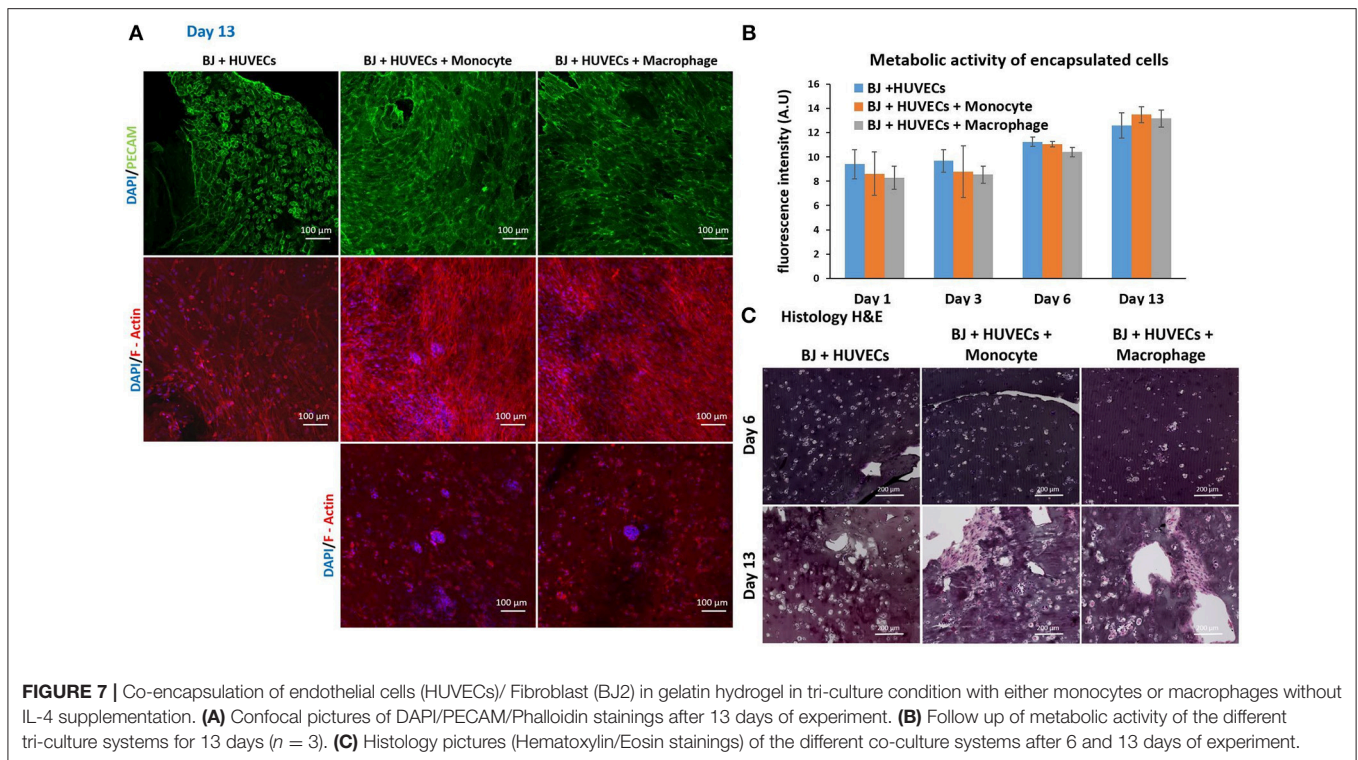 A Day 13
BJ + HUVECs BJ + HUVECs + Monocyte BJ + HUVECs + Macrophage
DAPI/PECAM
100 µm 100 µm 100 µm
DAPI/F - Actin
100 µm 100 µm 100 µm
DAPI/F - Actin
100 µm 100 µm
B
Metabolic activity of encapsulated cells
BJ +HUVECs
BJ + HUVECs + Monocyte
BJ + HUVECs + Macrophage
fluorescence intensity (A.U)
16
14
12
10
8
6
4
2
0
Day 1 Day 3 Day 6 Day 13
C Histology H&E
BJ + HUVECs
BJ + HUVECs +
Monocyte
BJ + HUVECs +
Macrophage
Day 6
200 µm 200 µm 200 µm
Day 13
200 µm 200 µm 200 µm
FIGURE 7 | Co-encapsulation of endothelial cells (HUVECs)/ Fibroblast (BJ2) in gelatin hydrogel in tri-culture condition with either monocytes or macrophages without
IL-4 supplementation. (A) Confocal pictures of DAPI/PECAM/Phalloidin stainings after 13 days of experiment. (B) Follow up of metabolic activity of the different
tri-culture systems for 13 days (n = 3). (C) Histology pictures (Hematoxylin/Eosin stainings) of the different co-culture systems after 6 and 13 days of experiment.